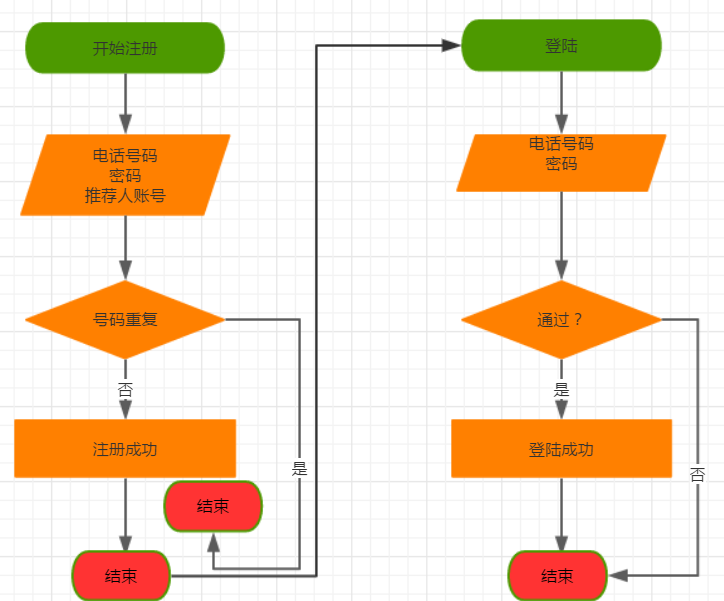 开始注册
电话号码
密码
推荐人账号
号码重复
否
是
注册成功
结束
结束
登陆
电话号码
密码
通过？
是
否
登陆成功
结束